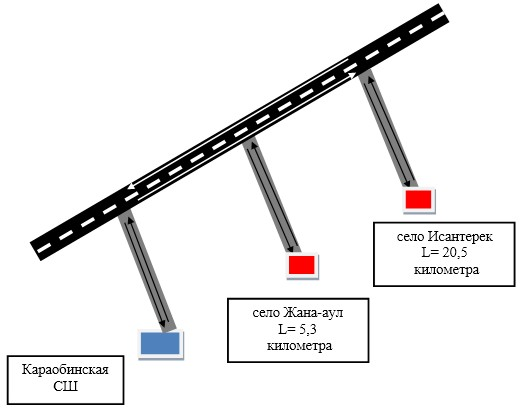 село Исантерек
L= 20,5
километра
село Жана-аул
L= 5,3
километра
Караобинская
СШ